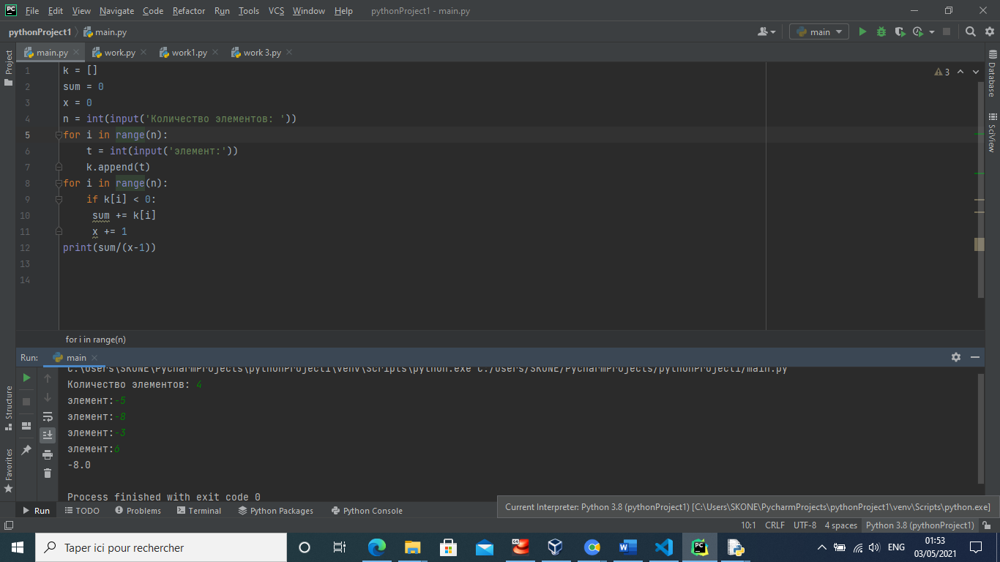 File Edit View Navigate Code Refactor Run Tools VCS Window Help pythonProject1 - main.py
pythonProject1 main.py main
main.py work.py work1.py work 3.py
Project
Structure
Favorites
Database
SciView
3
1 k = []
2 sum = 0
3 x = 0
4 n = int(input('Количество элементов: '))
5 for i in range(n):
6     t = int(input('элемент:'))
7     k.append(t)
8 for i in range(n):
9     if k[i] < 0:
10      sum += k[i]
11      x += 1
12 print(sum/(x-1))
13
14
for i in range(n)
Run: main
C:\Users\SKONE\PycharmProjects\pythonProject1\venv\Scripts\python.exe C:/Users/SKONE/PycharmProjects/pythonProject1/main.py
Количество элементов: 4
элемент:-5
элемент:-8
элемент:-3
элемент:6
-8.0
Process finished with exit code 0
Run TODO Problems Terminal Python Packages Python Console
Current Interpreter: Python 3.8 (pythonProject1) [C:\Users\SKONE\PycharmProjects\pythonProject1\venv\Scripts\python.exe]
10:1 CRLF UTF-8 4 spaces Python 3.8 (pythonProject1)
Taper ici pour rechercher
ENG
01:53
03/05/2021